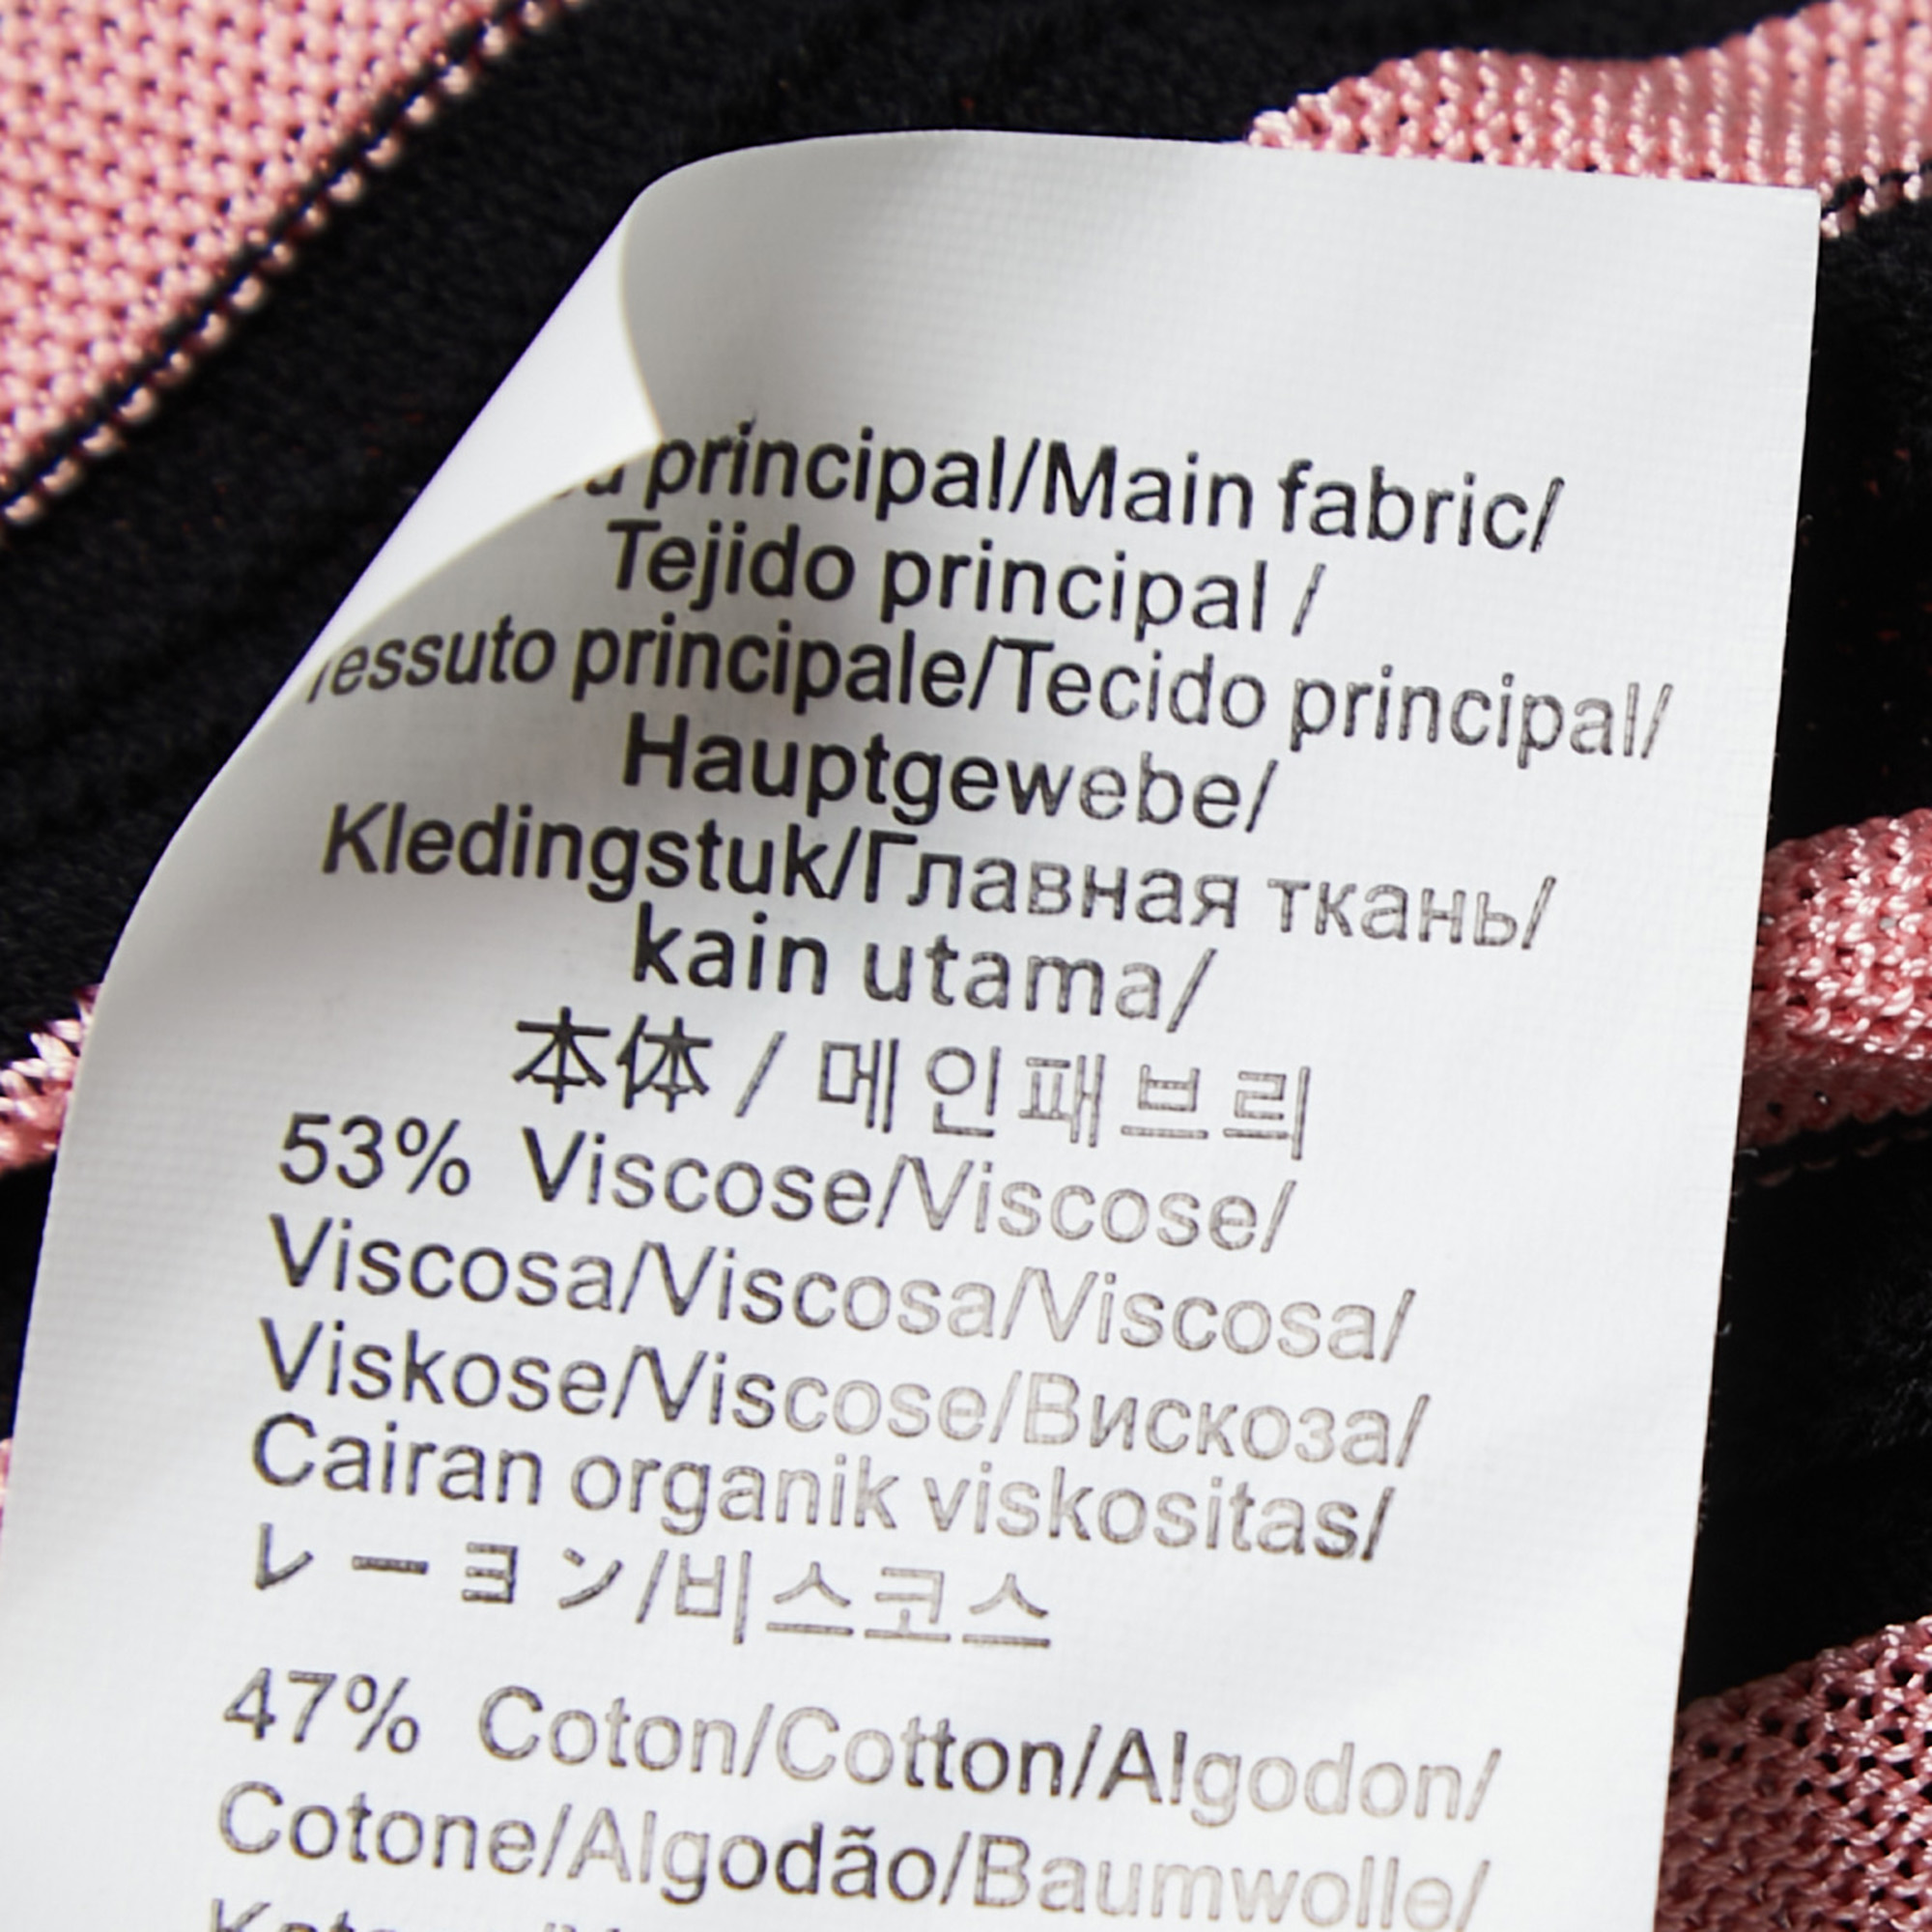 principal/Main fabric/
Tejido principal /
Tessuto principale/Tecido principal/
Hauptgewebe/
Kledingstuk/Главная ткань/
kain utama/
本体 / 메인패브릭
53% Viscose/Viscose/
Viscosa/Viscosa/Viscosa/
Viskose/Viscose/Вискоза/
Cairan organik viskositas/
レーヨン/비스코스
47% Coton/Cotton/Algodon/
Cotone/Algodão/Baumwolle/